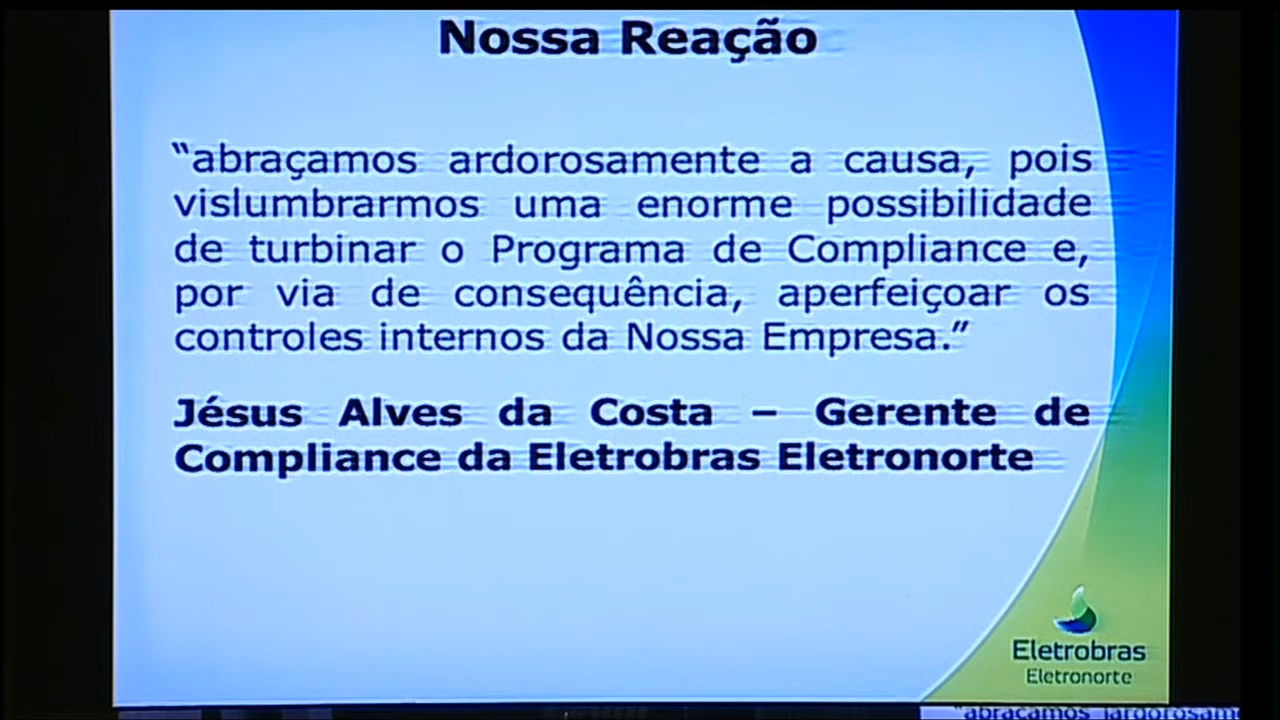 Nossa Reação
“abraçamos ardorosamente a causa, pois
vislumbrarmos uma enorme possibilidade
de turbinar o Programa de Compliance e,
por via de consequência, aperfeiçoar os
controles internos da Nossa Empresa.”
Jésus Alves da Costa – Gerente de
Compliance da Eletrobras Eletronorte
Eletrobras
Eletronorte